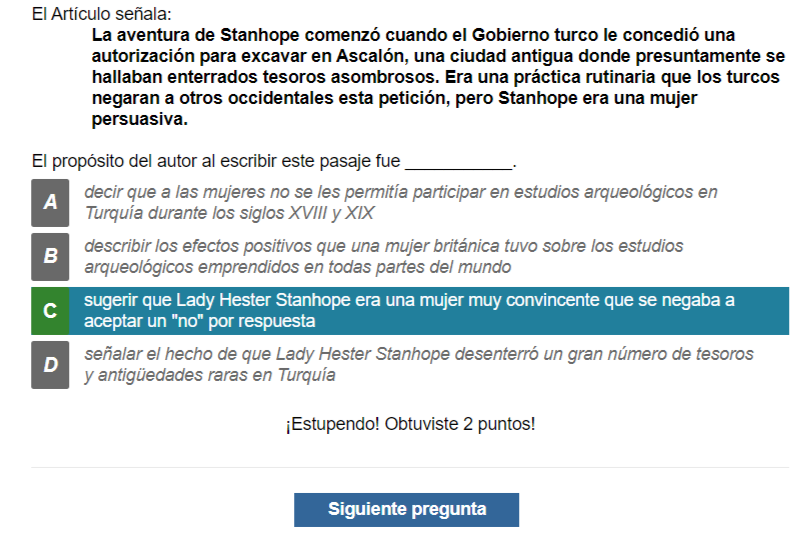 El Artículo señala:
La aventura de Stanhope comenzó cuando el Gobierno turco le concedió una
autorización para excavar en Ascalón, una ciudad antigua donde presuntamente se
hallaban enterrados tesoros asombrosos. Era una práctica rutinaria que los turcos
negaran a otros occidentales esta petición, pero Stanhope era una mujer
persuasiva.
El propósito del autor al escribir este pasaje fue ___________.
A
decir que a las mujeres no se les permitía participar en estudios arqueológicos en
Turquía durante los siglos XVIII y XIX
B
describir los efectos positivos que una mujer británica tuvo sobre los estudios
arqueológicos emprendidos en todas partes del mundo
C
sugerir que Lady Hester Stanhope era una mujer muy convincente que se negaba a
aceptar un "no" por respuesta
D
señalar el hecho de que Lady Hester Stanhope desenterró un gran número de tesoros
y antigüedades raras en Turquía
¡Estupendo! Obtuviste 2 puntos!
Siguiente pregunta